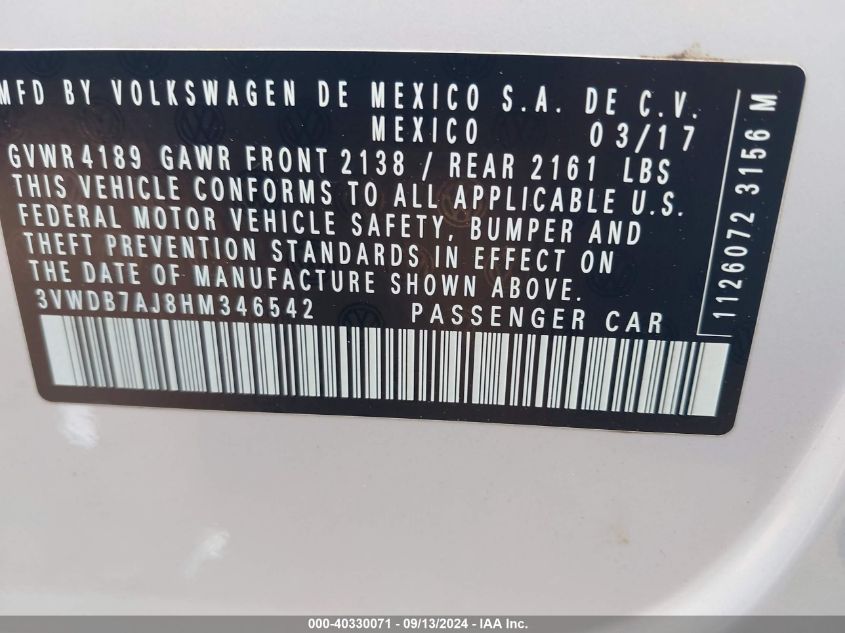 MFD BY VOLKSWAGEN DE MEXICO S.A. DE C.V.
MEXICO 03/17
GVWR 4189 GAWR FRONT 2138 / REAR 2161 LBS
THIS VEHICLE CONFORMS TO ALL APPLICABLE U.S.
FEDERAL MOTOR VEHICLE SAFETY, BUMPER AND
THEFT PREVENTION STANDARDS IN EFFECT ON
THE DATE OF MANUFACTURE SHOWN ABOVE.
3VWDB7AJ8HM346542 PASSENGER CAR
1126072 3156 M
000-40330071 - 09/13/2024 - IAA Inc.